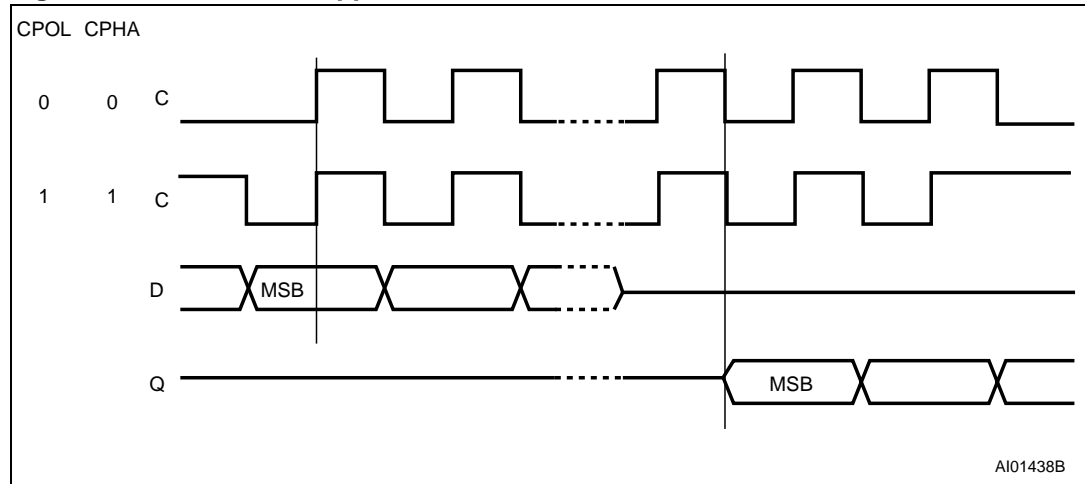 CPOL CPHA
0 0 C
1 1 C
D MSB
Q MSB
AI01438B